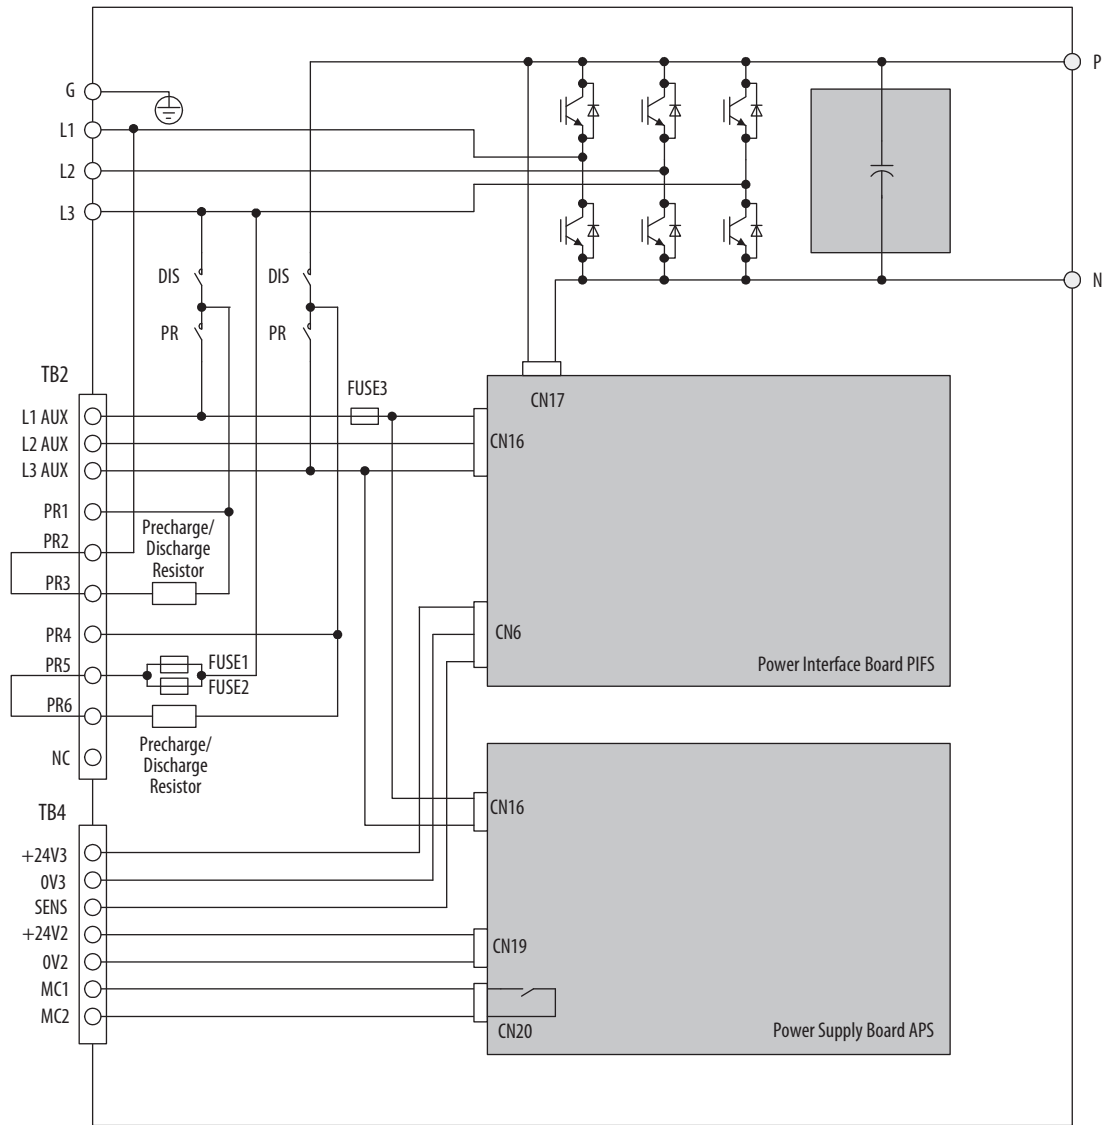 P
G
L1
L2
L3
N
DIS
DIS
PR
PR
TB2
FUSE3
CN17
L1 AUX
L2 AUX
CN16
L3 AUX
PR1
Precharge/
Discharge
Resistor
PR2
PR3
PR4
CN6
PR5
FUSE1
Power Interface Board PIFS
FUSE2
PR6
Precharge/
Discharge
Resistor
NC
TB4
CN16
+24V3
0V3
SENS
+24V2
CN19
0V2
MC1
MC2
CN20
Power Supply Board APS